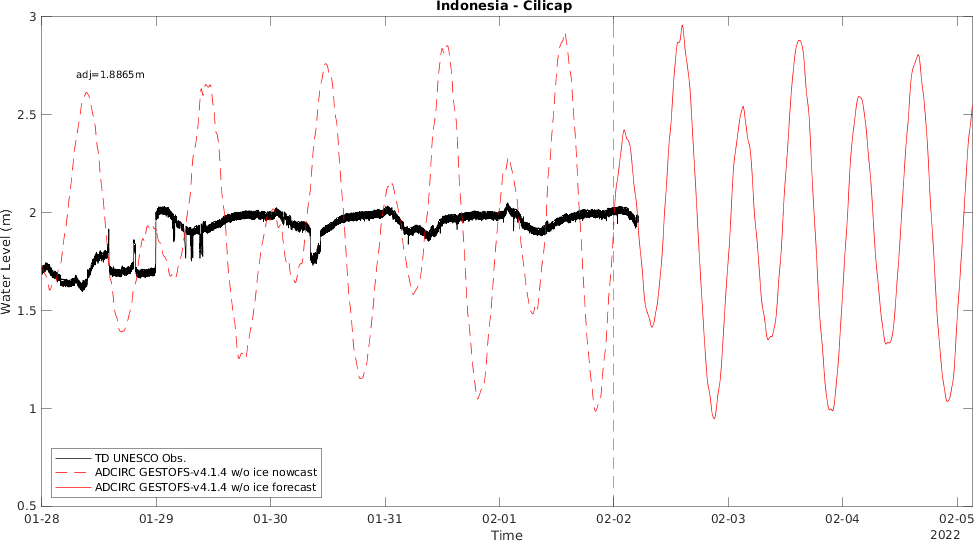 Indonesia - Cilicap
adj=1.8865m
3
2.5
2
1.5
1
0.5
Water Level (m)
TD UNESCO Obs.
ADCIRC GESTOFS-v4.1.4 w/o ice nowcast
ADCIRC GESTOFS-v4.1.4 w/o ice forecast
01-28 01-29 01-30 01-31 02-01 02-02 02-03 02-04 02-05
Time
2022